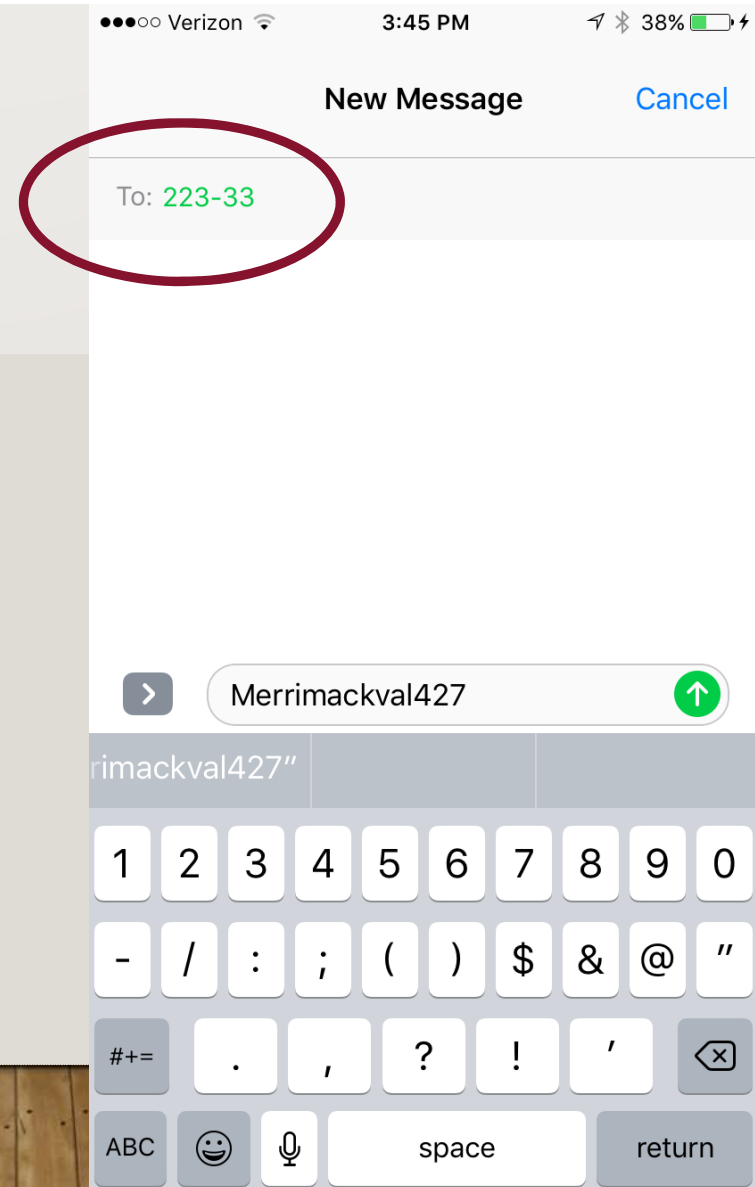 Verizon 3:45 PM 38%
New Message Cancel
To: 223-33
Merrimackval427
rimackval427"
1 2 3 4 5 6 7 8 9 0
- / : ; ( ) $ & @ "
#+= . , ? ! '
ABC space return